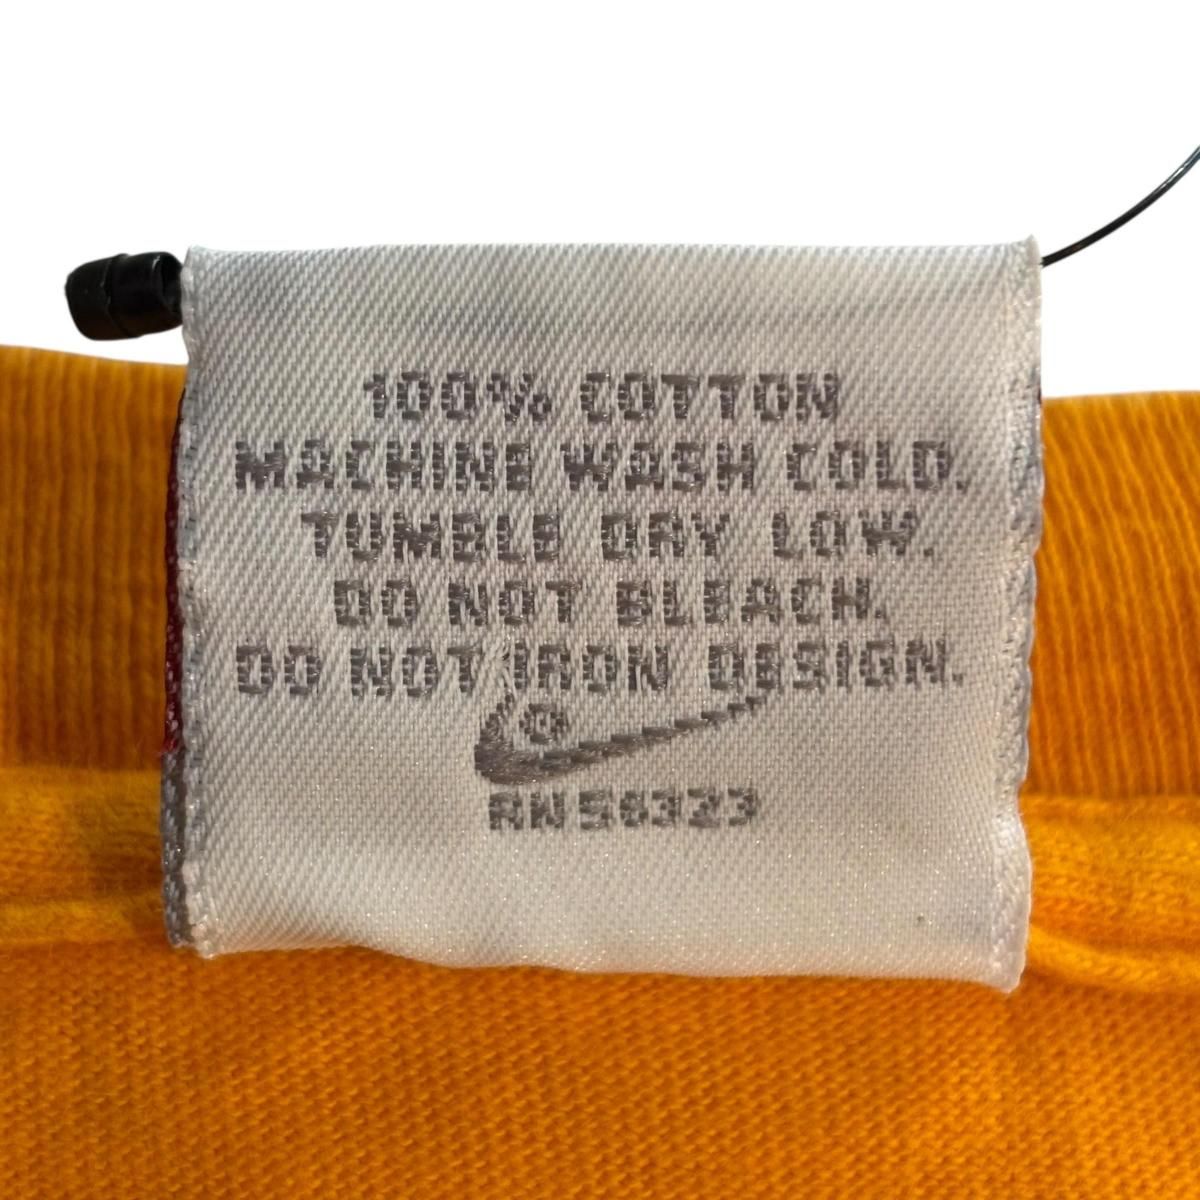 100% COTTON
MACHINE WASH COLD.
TUMBLE DRY LOW.
DO NOT BLEACH.
DO NOT IRON DESIGN.
®
RN 56323